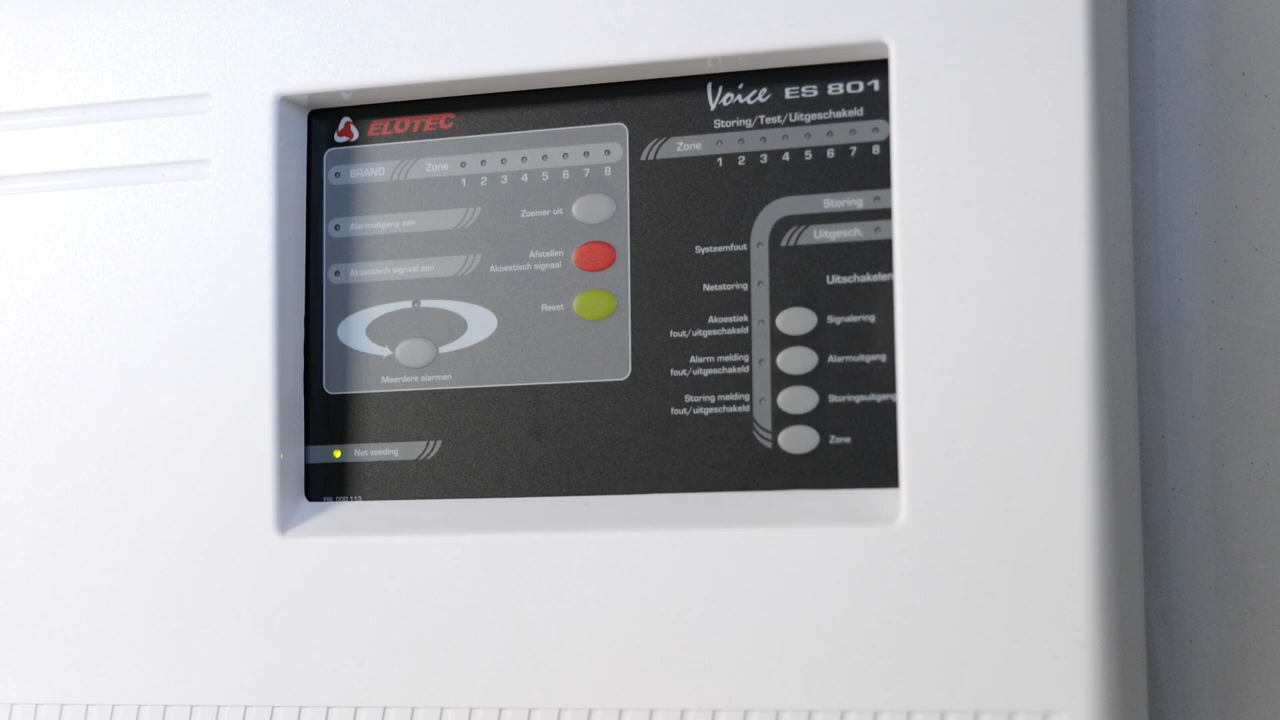 ELOTEC
Voice ES 801
Storing/Test/Uitgeschakeld
BRAND
Zone
1 2 3 4 5 6 7 8
Zone
1 2 3 4 5 6 7 8
Alarmuitgang aan
Zoemer uit
Akoestisch signaal aan
Afstellen
Akoestisch signaal
Reset
Meerdere alarmen
Net voeding
Storing
Uitgesch.
Systeemfout
Uitschakelen
Netstoring
Akoestiek
fout/uitgeschakeld
Signalering
Alarm melding
fout/uitgeschakeld
Alarmuitgang
Storing melding
fout/uitgeschakeld
Storingsuitgang
Zone